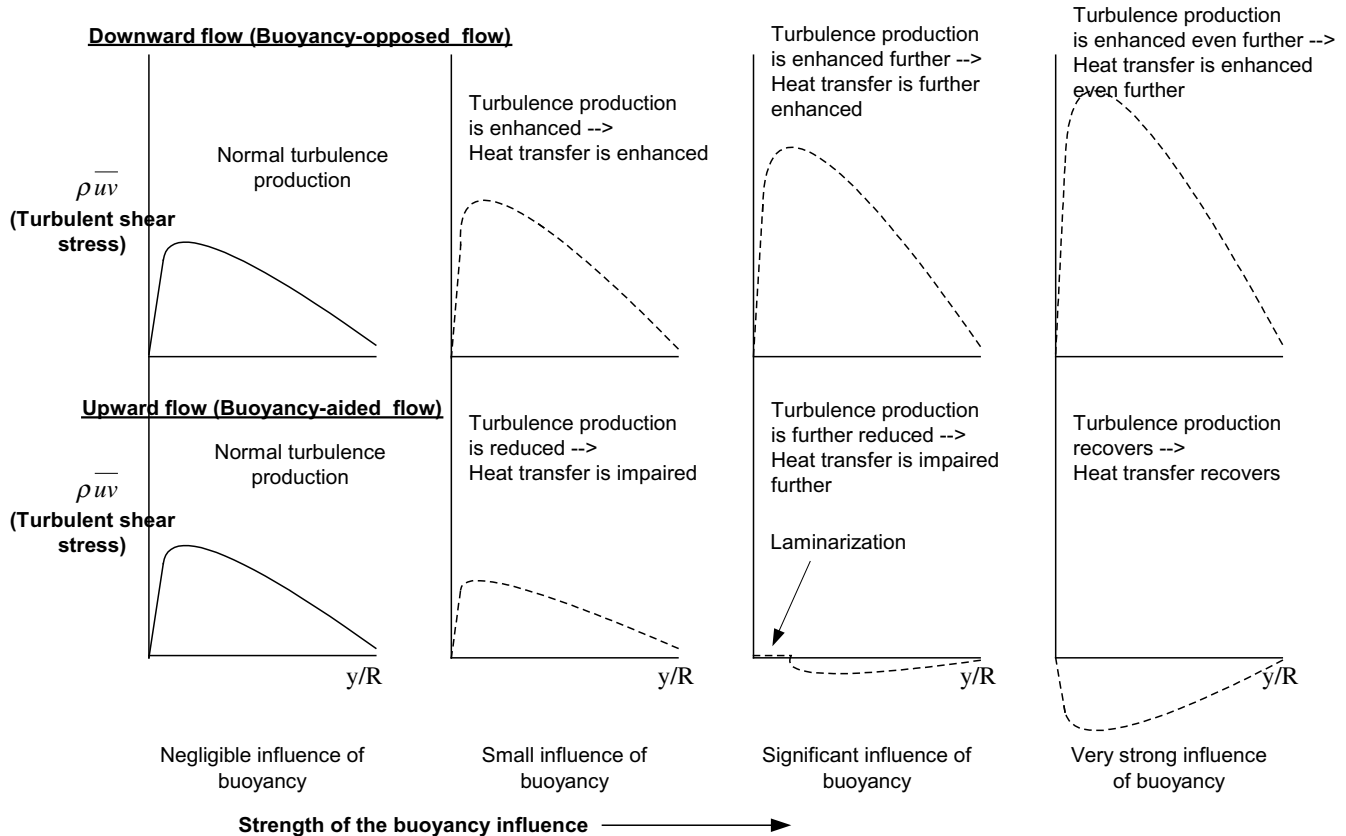 Downward flow (Buoyancy-opposed flow)
Turbulence production
is enhanced further -->
Heat transfer is further
enhanced
Turbulence production
is enhanced even further -->
Heat transfer is enhanced
even further
Turbulence production
is enhanced -->
Heat transfer is enhanced
Normal turbulence
production
ρ u̅v̅
(Turbulent shear
stress)
Upward flow (Buoyancy-aided flow)
Normal turbulence
production
Turbulence production
is reduced -->
Heat transfer is impaired
Turbulence production
is further reduced -->
Heat transfer is impaired
further
Turbulence production
recovers -->
Heat transfer recovers
ρ u̅v̅
(Turbulent shear
stress)
Laminarization
y/R
y/R
y/R
y/R
Negligible influence of
buoyancy
Small influence of
buoyancy
Significant influence of
buoyancy
Very strong influence
of buoyancy
Strength of the buoyancy influence